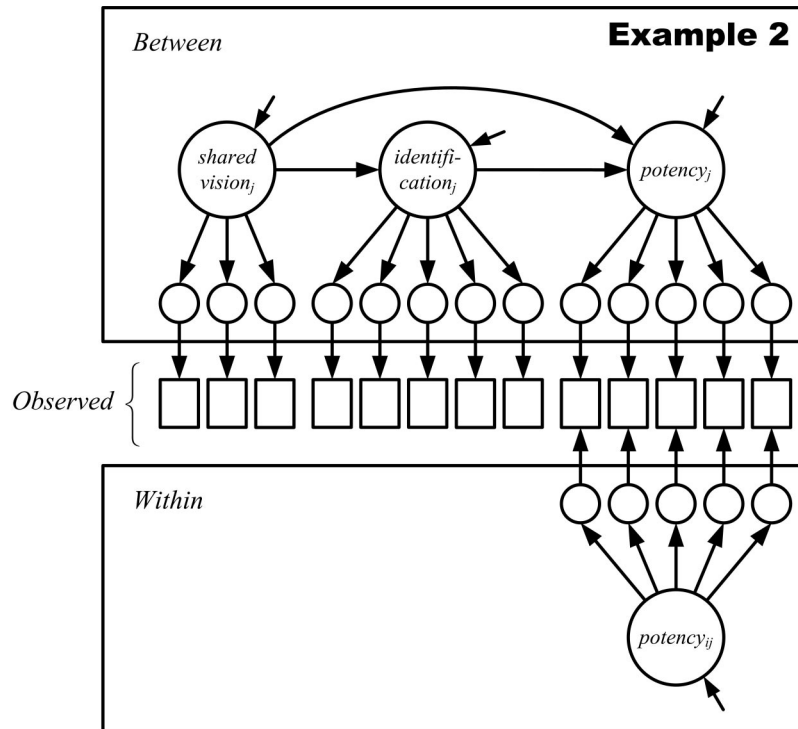 Between
Example 2
shared
vision_j
identifi-
cation_j
potency_j
Observed
Within
potency_ij